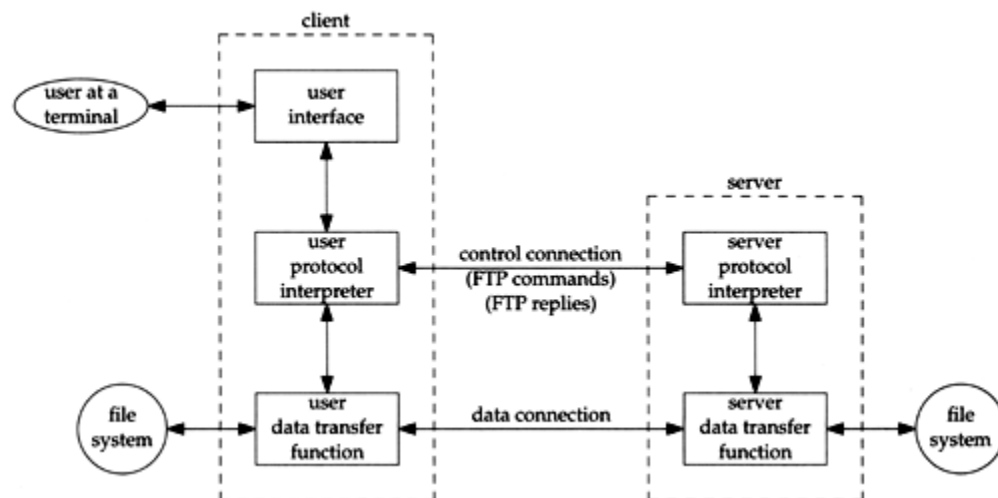 client
user at a
terminal
user
interface
server
user
protocol
interpreter
control connection
(FTP commands)
(FTP replies)
server
protocol
interpreter
file
system
user
data transfer
function
data connection
server
data transfer
function
file
system